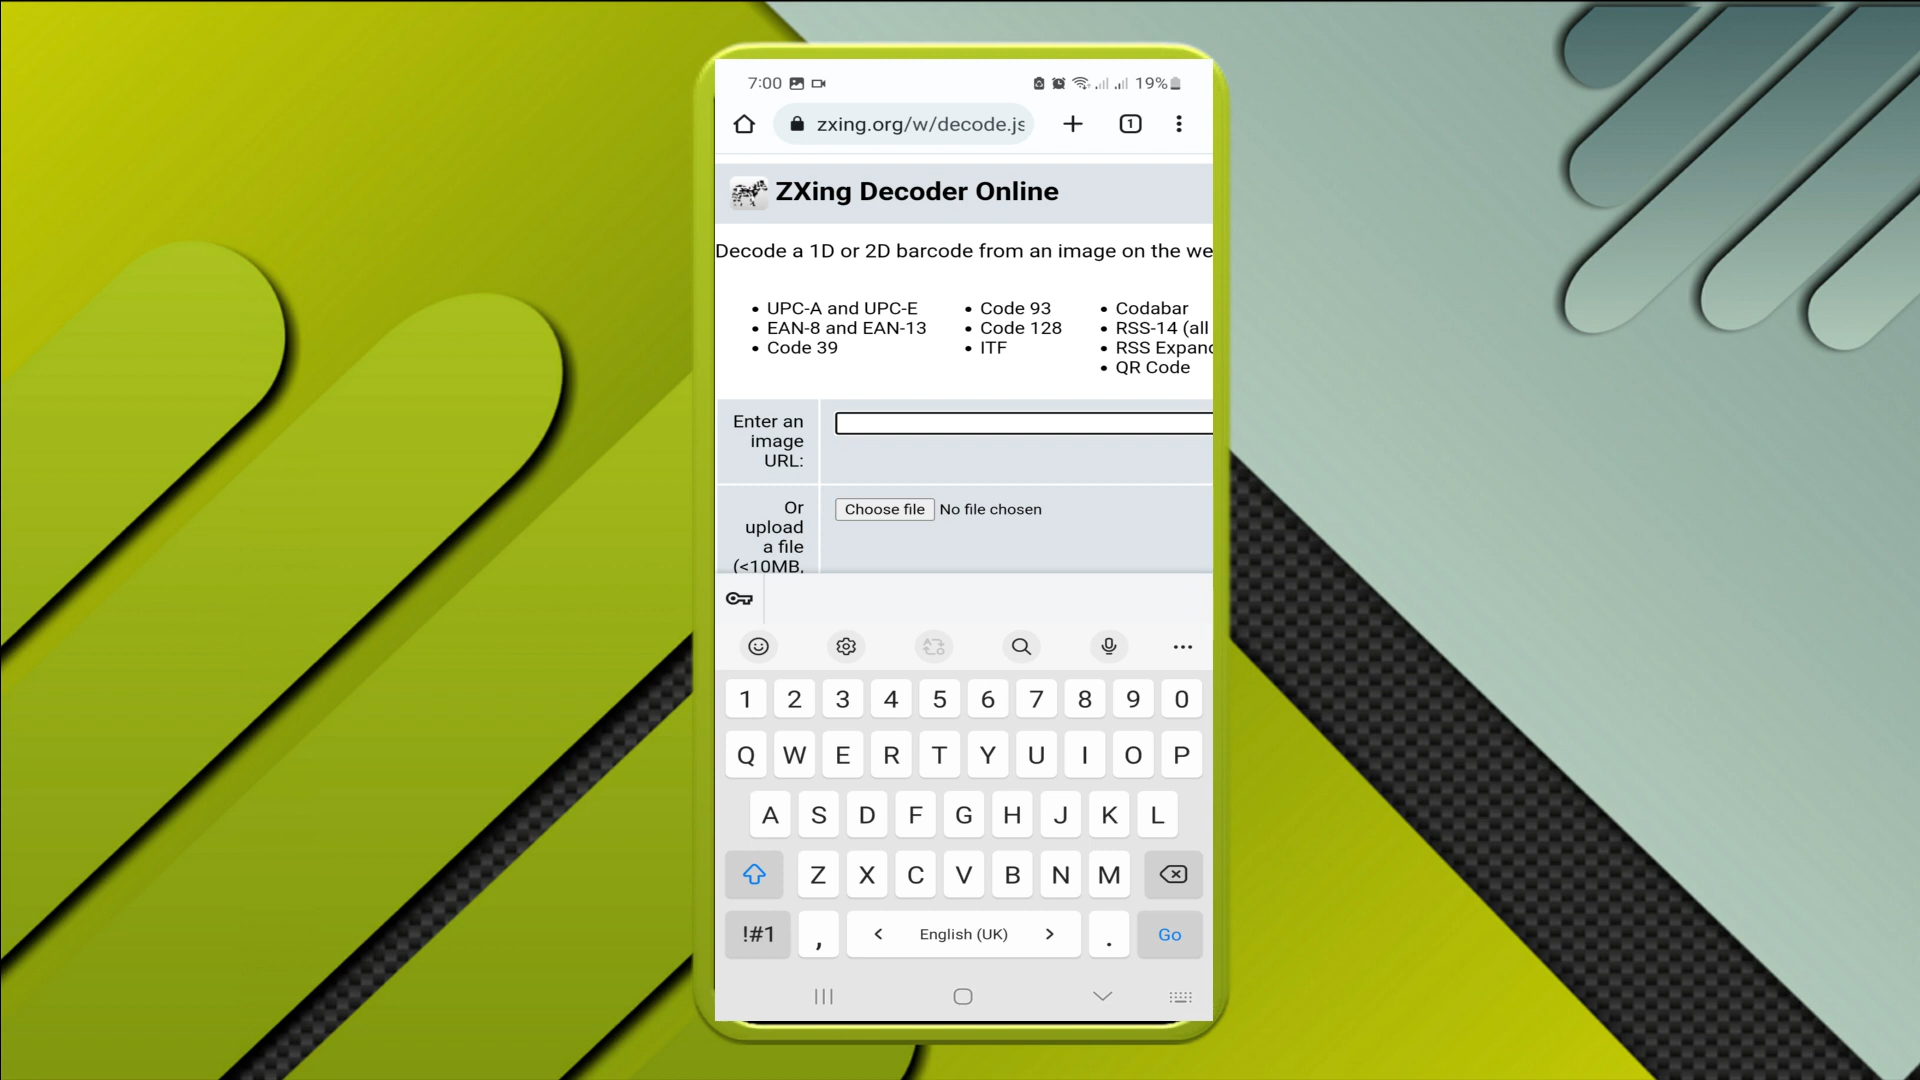 7:00
19%
zxing.org/w/decode.js
1
ZXing Decoder Online
Decode a 1D or 2D barcode from an image on the we
UPC-A and UPC-E
EAN-8 and EAN-13
Code 39
Code 93
Code 128
ITF
Codabar
RSS-14 (all
RSS Expand
QR Code
Enter an
image
URL:
Or
upload
a file
(<10MB,
Choose file No file chosen
1 2 3 4 5 6 7 8 9 0
Q W E R T Y U I O P
A S D F G H J K L
Z X C V B N M
!#1 , < English (UK) > . Go